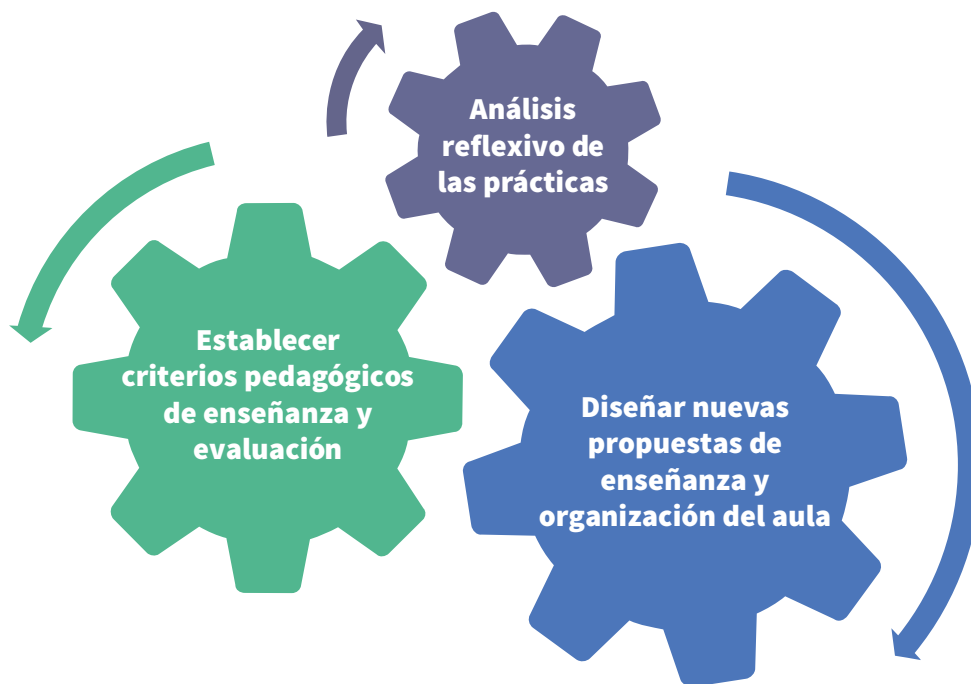 Análisis
reflexivo de
las prácticas
Establecer
criterios pedagógicos
de enseñanza y
evaluación
Diseñar nuevas
propuestas de
enseñanza y
organización del aula